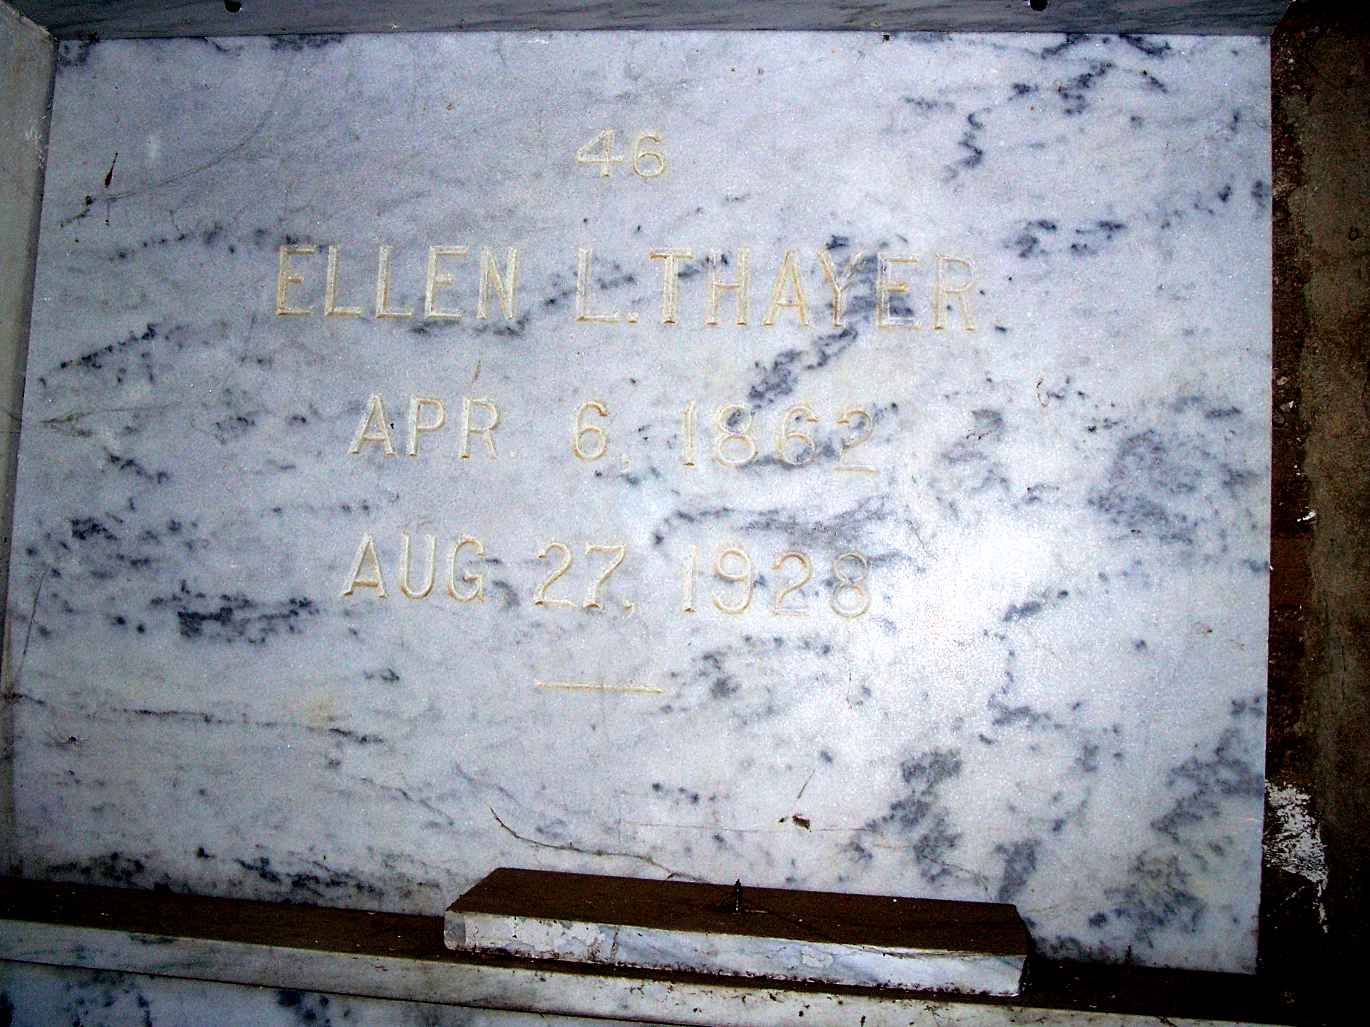 46
ELLEN L. THAYER
APR. 6, 1862
AUG 27, 1928